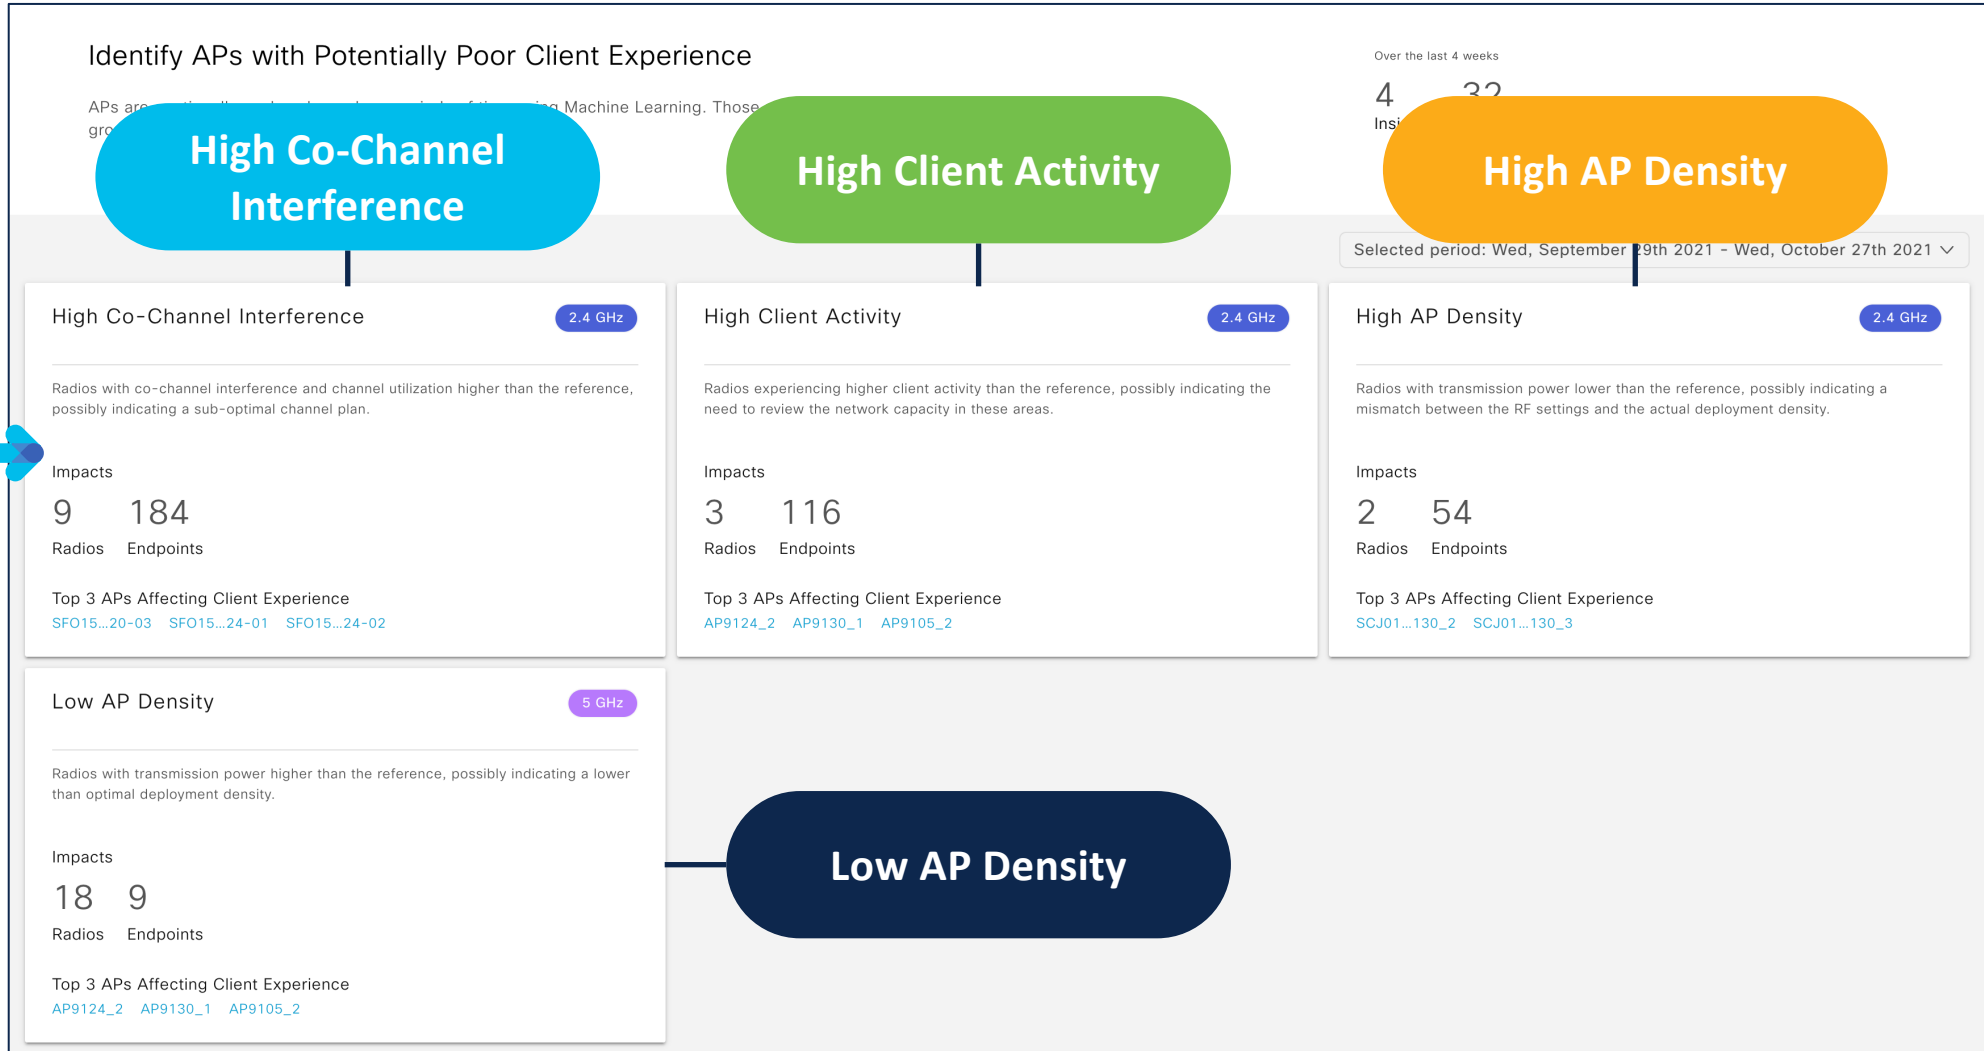 Identify APs with Potentially Poor Client Experience
Over the last 4 weeks
APs are
Machine Learning. Those
4 32
High Co-Channel
Interference
High Client Activity
High AP Density
Selected period: Wed, September 29th 2021 - Wed, October 27th 2021
High Co-Channel Interference
2.4 GHz
Radios with co-channel interference and channel utilization higher than the reference,
possibly indicating a sub-optimal channel plan.
Impacts
9 184
Radios Endpoints
Top 3 APs Affecting Client Experience
SFO15...20-03 SFO15...24-01 SFO15...24-02
High Client Activity
2.4 GHz
Radios experiencing higher client activity than the reference, possibly indicating the
need to review the network capacity in these areas.
Impacts
3 116
Radios Endpoints
Top 3 APs Affecting Client Experience
AP9124_2 AP9130_1 AP9105_2
High AP Density
2.4 GHz
Radios with transmission power lower than the reference, possibly indicating a
mismatch between the RF settings and the actual deployment density.
Impacts
2 54
Radios Endpoints
Top 3 APs Affecting Client Experience
SCJ01...130_2 SCJ01...130_3
Low AP Density
5 GHz
Radios with transmission power higher than the reference, possibly indicating a lower
than optimal deployment density.
Impacts
18 9
Radios Endpoints
Top 3 APs Affecting Client Experience
AP9124_2 AP9130_1 AP9105_2
Low AP Density